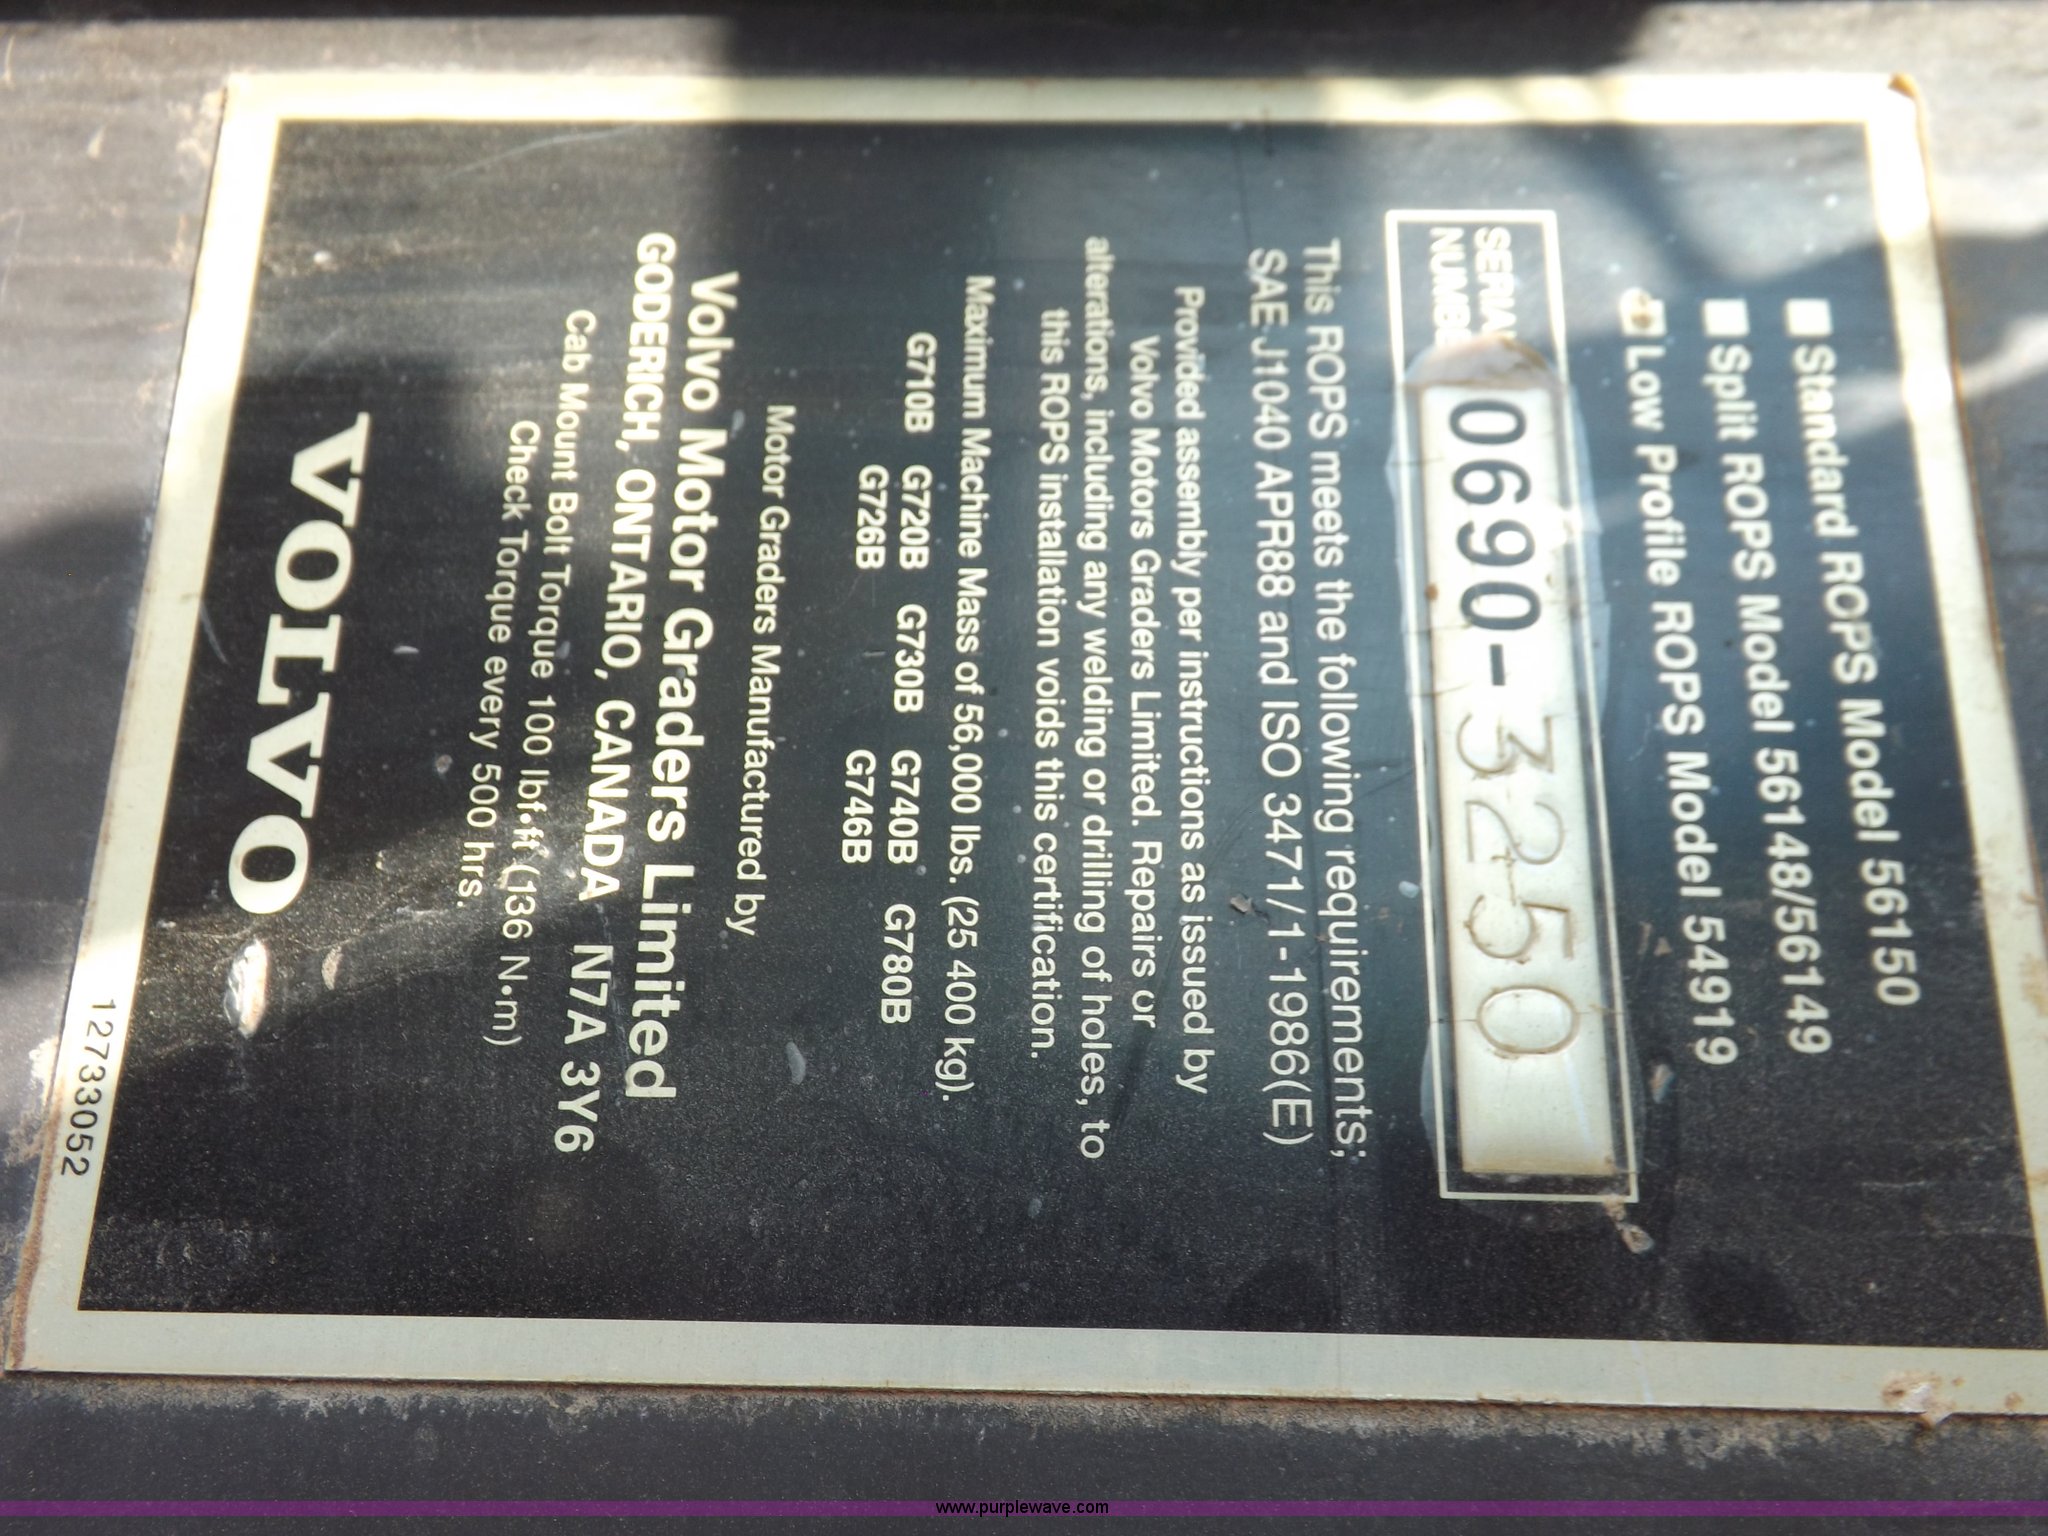 Standard ROPS Model 56150
Split ROPS Model 56148/56149
Low Profile ROPS Model 54919
SERIAL
NUMBER
0690-3250
This ROPS meets the following requirements;
SAE J1040 APR88 and ISO 3471/1-1986(E)
Provided assembly per instructions as issued by
Volvo Motors Graders Limited. Repairs or
alterations, including any welding or drilling of holes, to
this ROPS installation voids this certification.
Maximum Machine Mass of 56,000 lbs. (25 400 kg).
G710B G720B G730B G740B G780B
G726B G746B
Motor Graders Manufactured by
Volvo Motor Graders Limited
GODERICH, ONTARIO, CANADA N7A 3Y6
Cab Mount Bolt Torque 100 lbf•ft (136 N•m)
Check Torque every 500 hrs.
VOLVO
12733052
www.purplewave.com